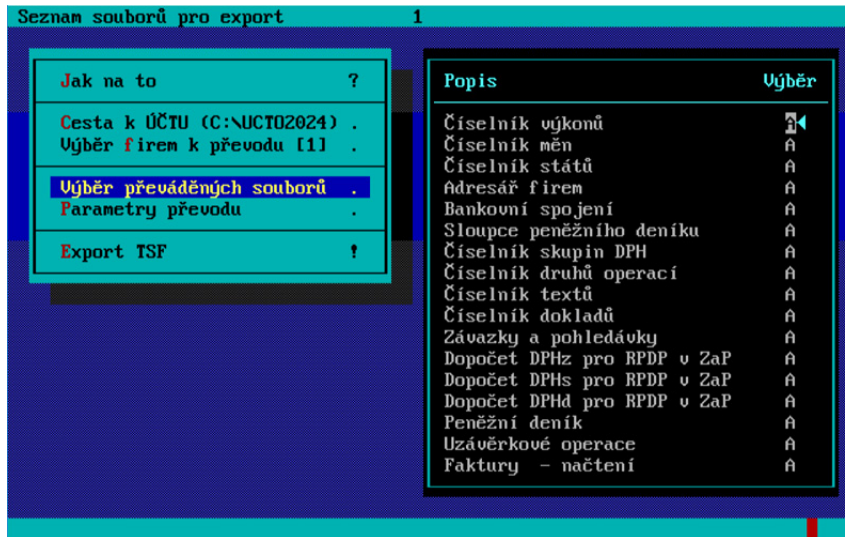 Seznam souborů pro export 1
Jak na to ?
Cesta k ÚČTU (C:\UCTO2024) .
Výběr firem k převodu [1] .
Výběr převáděných souborů .
Parametry převodu .
Export TSF !
Popis Výběr
Číselník výkonů A
Číselník měn A
Číselník států A
Adresář firem A
Bankovní spojení A
Sloupce peněžního deníku A
Číselník skupin DPH A
Číselník druhů operací A
Číselník textů A
Číselník dokladů A
Závazky a pohledávky A
Dopočet DPHz pro RPDP v ZaP A
Dopočet DPHs pro RPDP v ZaP A
Dopočet DPHd pro RPDP v ZaP A
Peněžní deník A
Uzávěrkové operace A
Faktury - načtení A